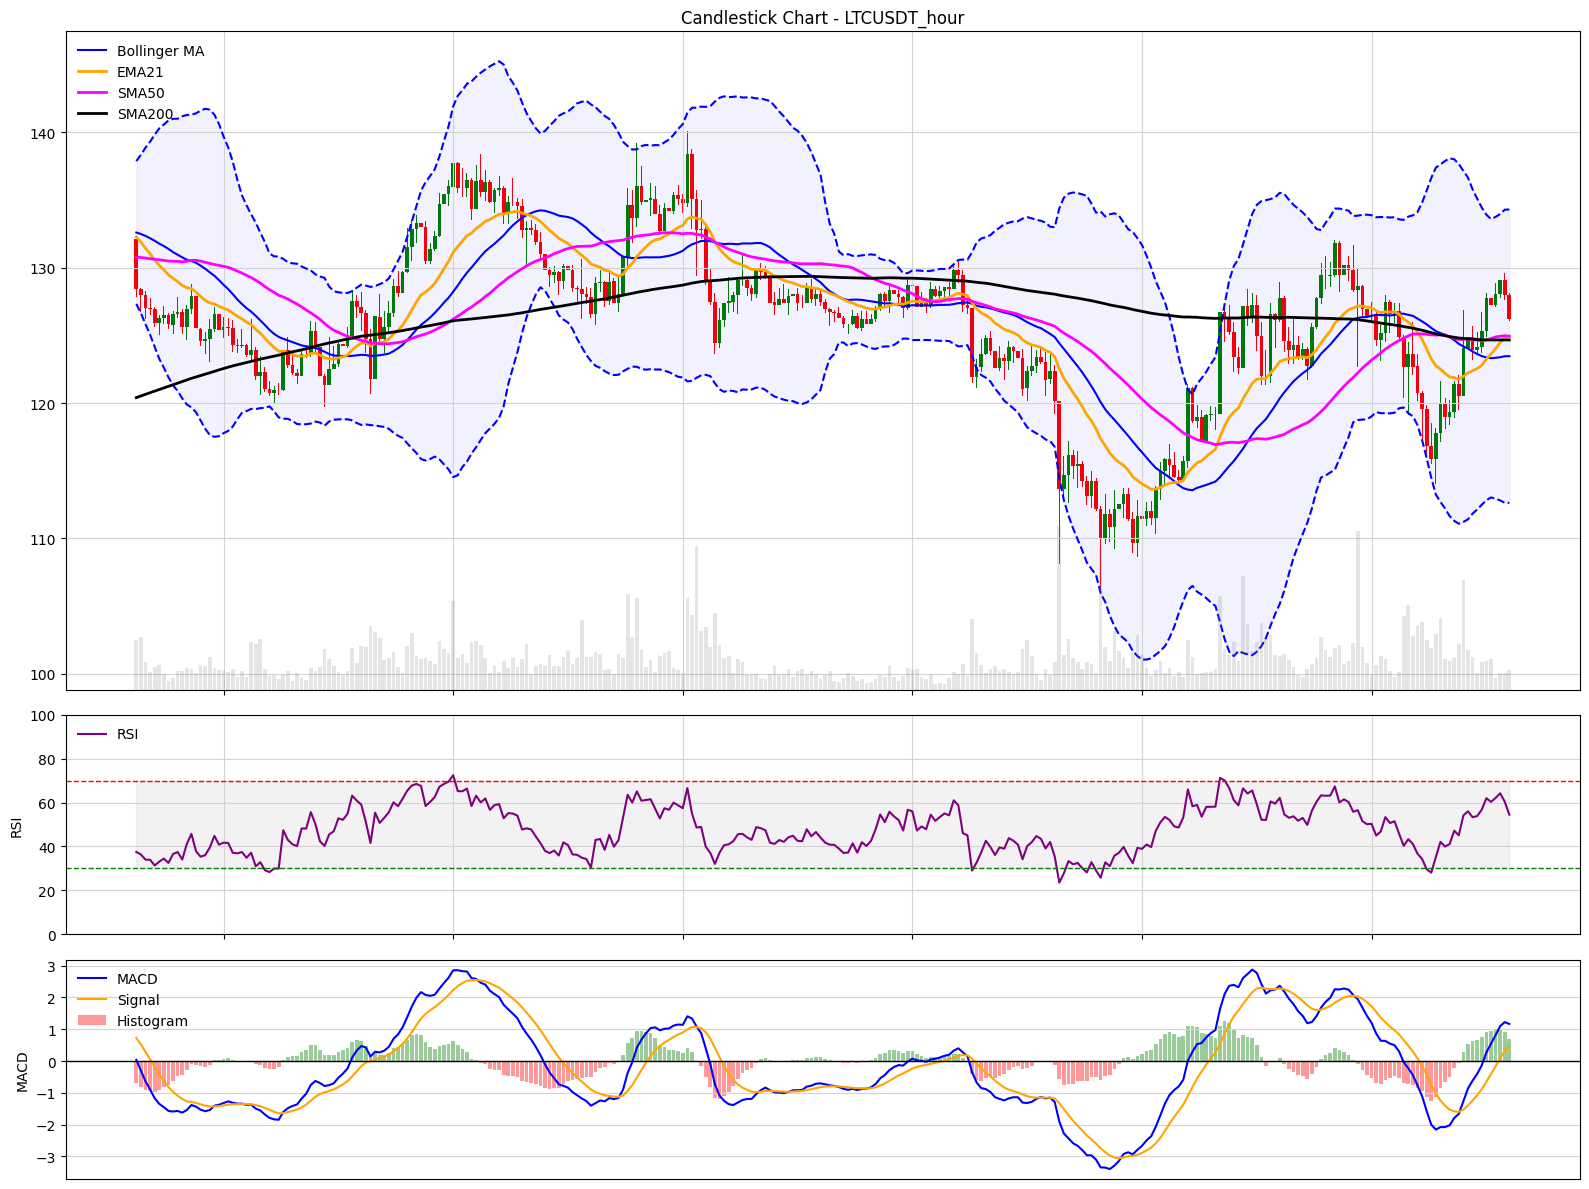 Candlestick Chart - LTCUSDT_hour
Bollinger MA
EMA21
SMA50
SMA200
140
130
120
110
100
RSI
100
80
60
40
20
0
RSI
MACD
Signal
Histogram
3
2
1
0
−1
−2
−3
MACD